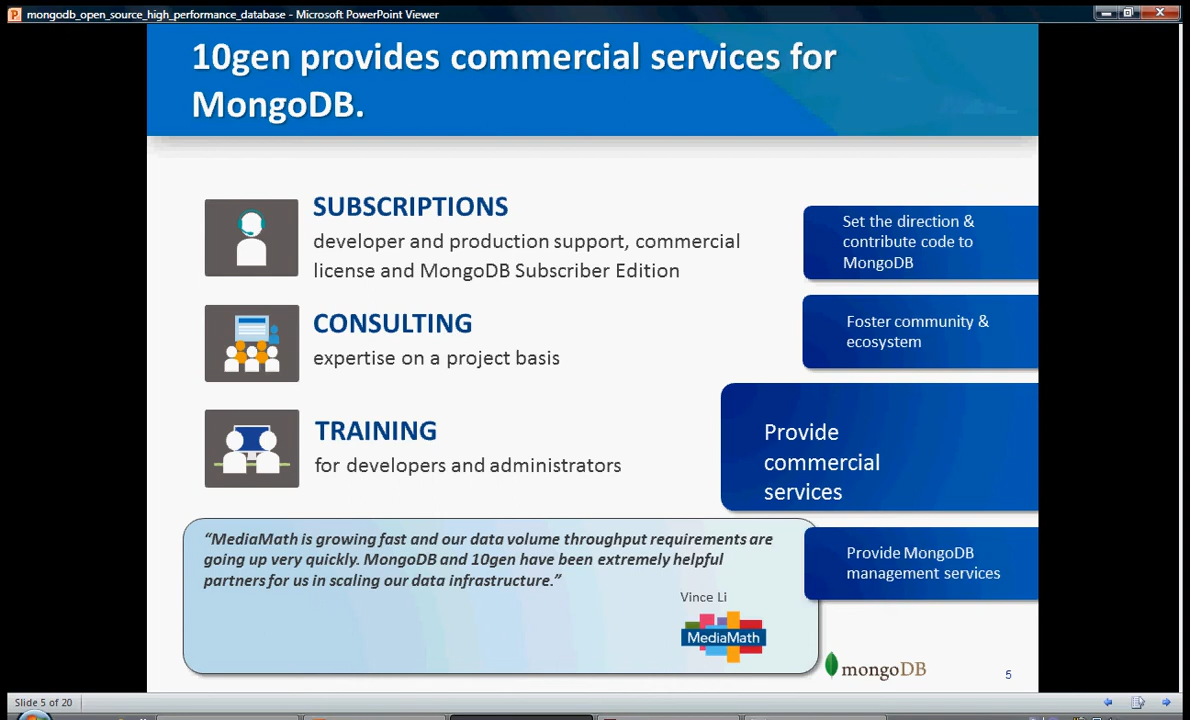 mongodb_open_source_high_performance_database - Microsoft PowerPoint Viewer
10gen provides commercial services for
MongoDB.
SUBSCRIPTIONS
developer and production support, commercial
license and MongoDB Subscriber Edition
CONSULTING
expertise on a project basis
TRAINING
for developers and administrators
“MediaMath is growing fast and our data volume throughput requirements are
going up very quickly. MongoDB and 10gen have been extremely helpful
partners for us in scaling our data infrastructure.”
Vince Li
MediaMath
Set the direction &
contribute code to
MongoDB
Foster community &
ecosystem
Provide
commercial
services
Provide MongoDB
management services
mongoDB
5
Slide 5 of 20